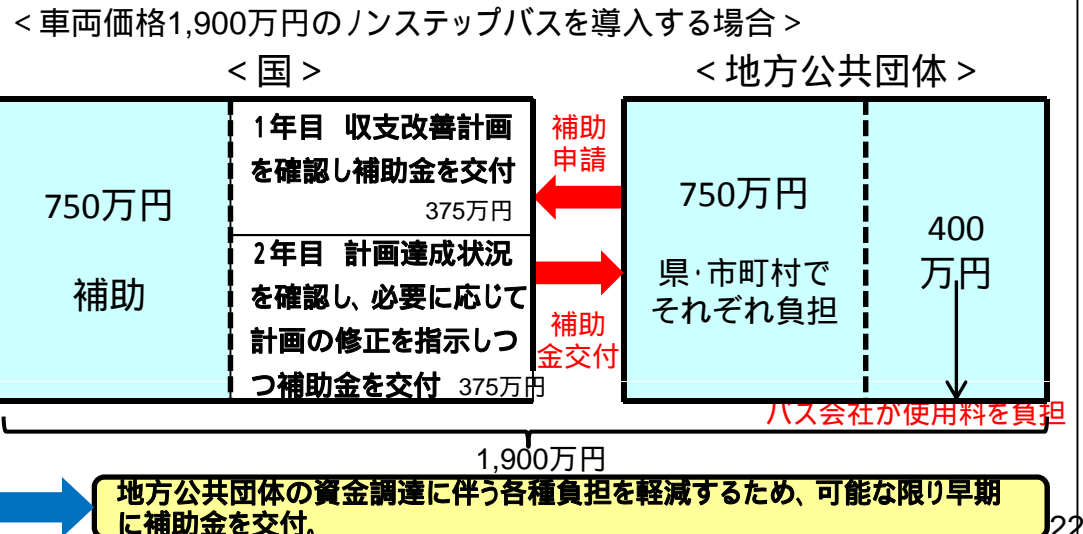 ＜車両価格1,900万円のノンステップバスを導入する場合＞
＜国＞
＜地方公共団体＞
750万円
補助
1年目　収支改善計画
を確認し補助金を交付
375万円
2年目　計画達成状況
を確認し、必要に応じて
計画の修正を指示しつ
つ補助金を交付 375万円
補助
申請
補助
金交付
750万円
県・市町村で
それぞれ負担
400
万円
バス会社が使用料を負担
1,900万円
地方公共団体の資金調達に伴う各種負担を軽減するため、可能な限り早期
に補助金を交付。
22